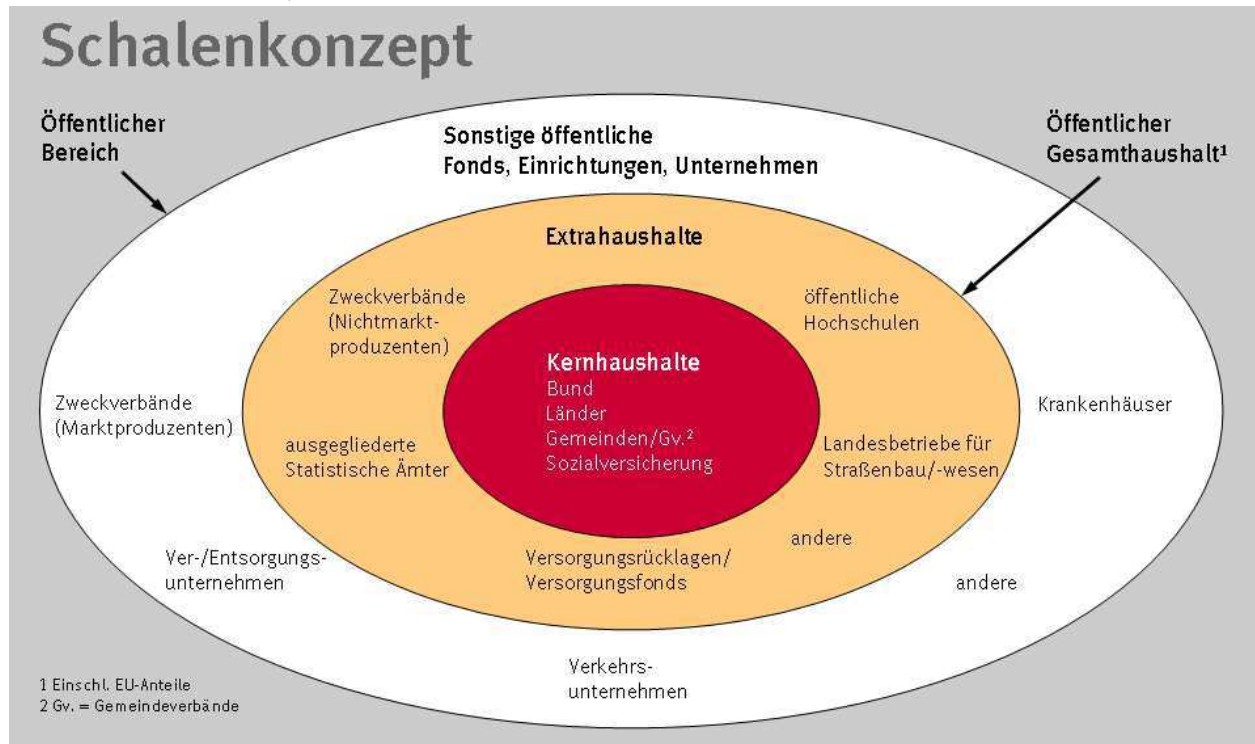 Schalenkonzept
Öffentlicher
Bereich
Sonstige öffentliche
Fonds, Einrichtungen, Unternehmen
Öffentlicher
Gesamthaushalt¹
Extrahaushalte
Zweckverbände
(Nichtmarkt-
produzenten)
öffentliche
Hochschulen
Kernhaushalte
Bund
Länder
Gemeinden/Gv.²
Sozialversicherung
Zweckverbände
(Marktproduzenten)
Krankenhäuser
ausgegliederte
Statistische Ämter
Landesbetriebe für
Straßenbau/-wesen
andere
Ver-/Entsorgungs-
unternehmen
Versorgungsrücklagen/
Versorgungsfonds
andere
Verkehrs-
unternehmen
1 Einschl. EU-Anteile
2 Gv. = Gemeindeverbände